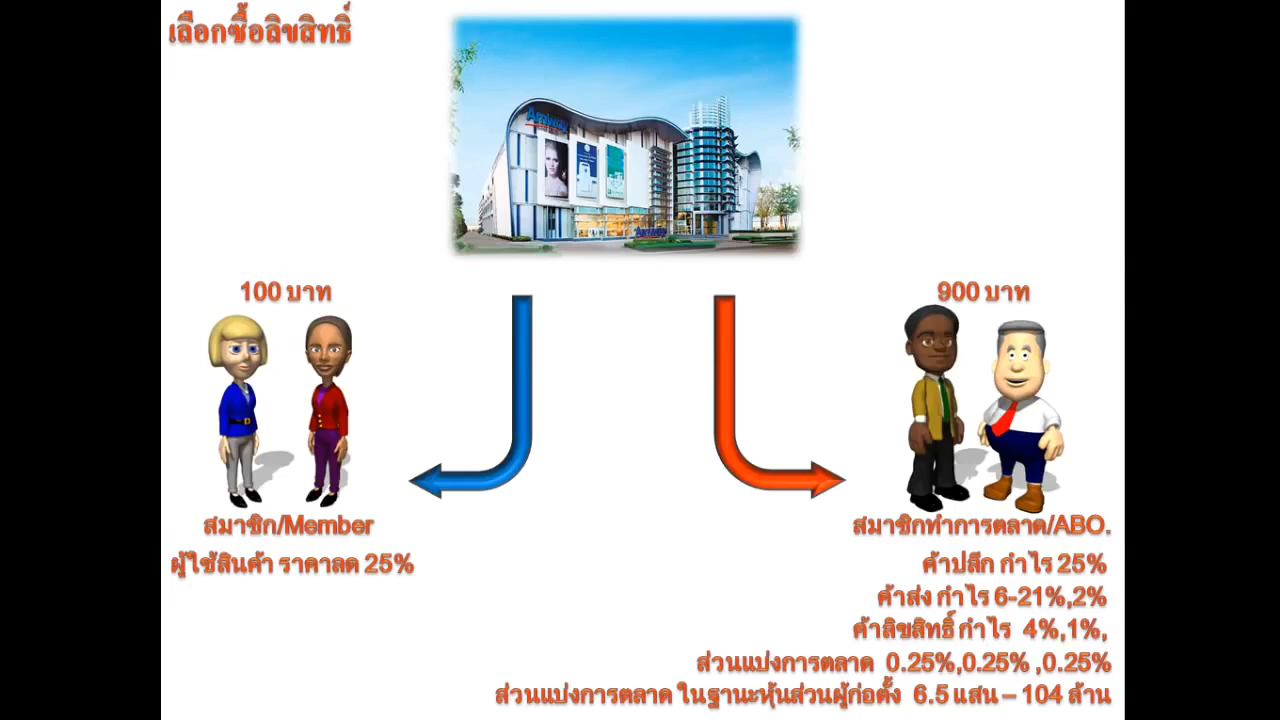 เลือกซื้อลิขสิทธิ์
Amway
Amway
100 บาท
900 บาท
สมาชิก/Member
ผู้ใช้สินค้า ราคาลด 25%
สมาชิกทำการตลาด/ABO.
ค้าปลีก กำไร 25%
ค้าส่ง กำไร 6-21%,2%
ค้าลิขสิทธิ์ กำไร 4%,1%,
ส่วนแบ่งการตลาด 0.25%,0.25% ,0.25%
ส่วนแบ่งการตลาด ในฐานะหุ้นส่วนผู้ก่อตั้ง 6.5 แสน – 104 ล้าน